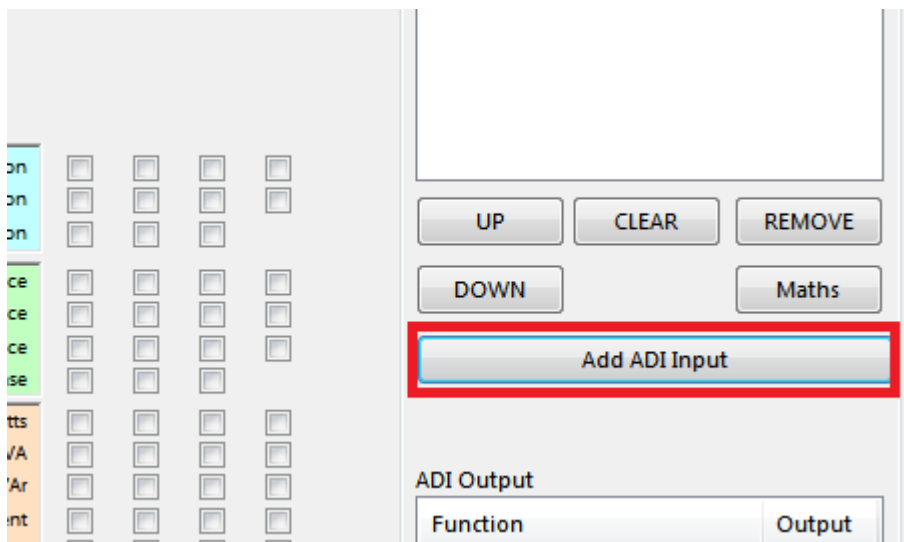 on
on
on
UP CLEAR REMOVE
ce
DOWN Maths
ce
ce
Add ADI Input
se
tts
VA
ADI Output
Ar
ent
Function Output